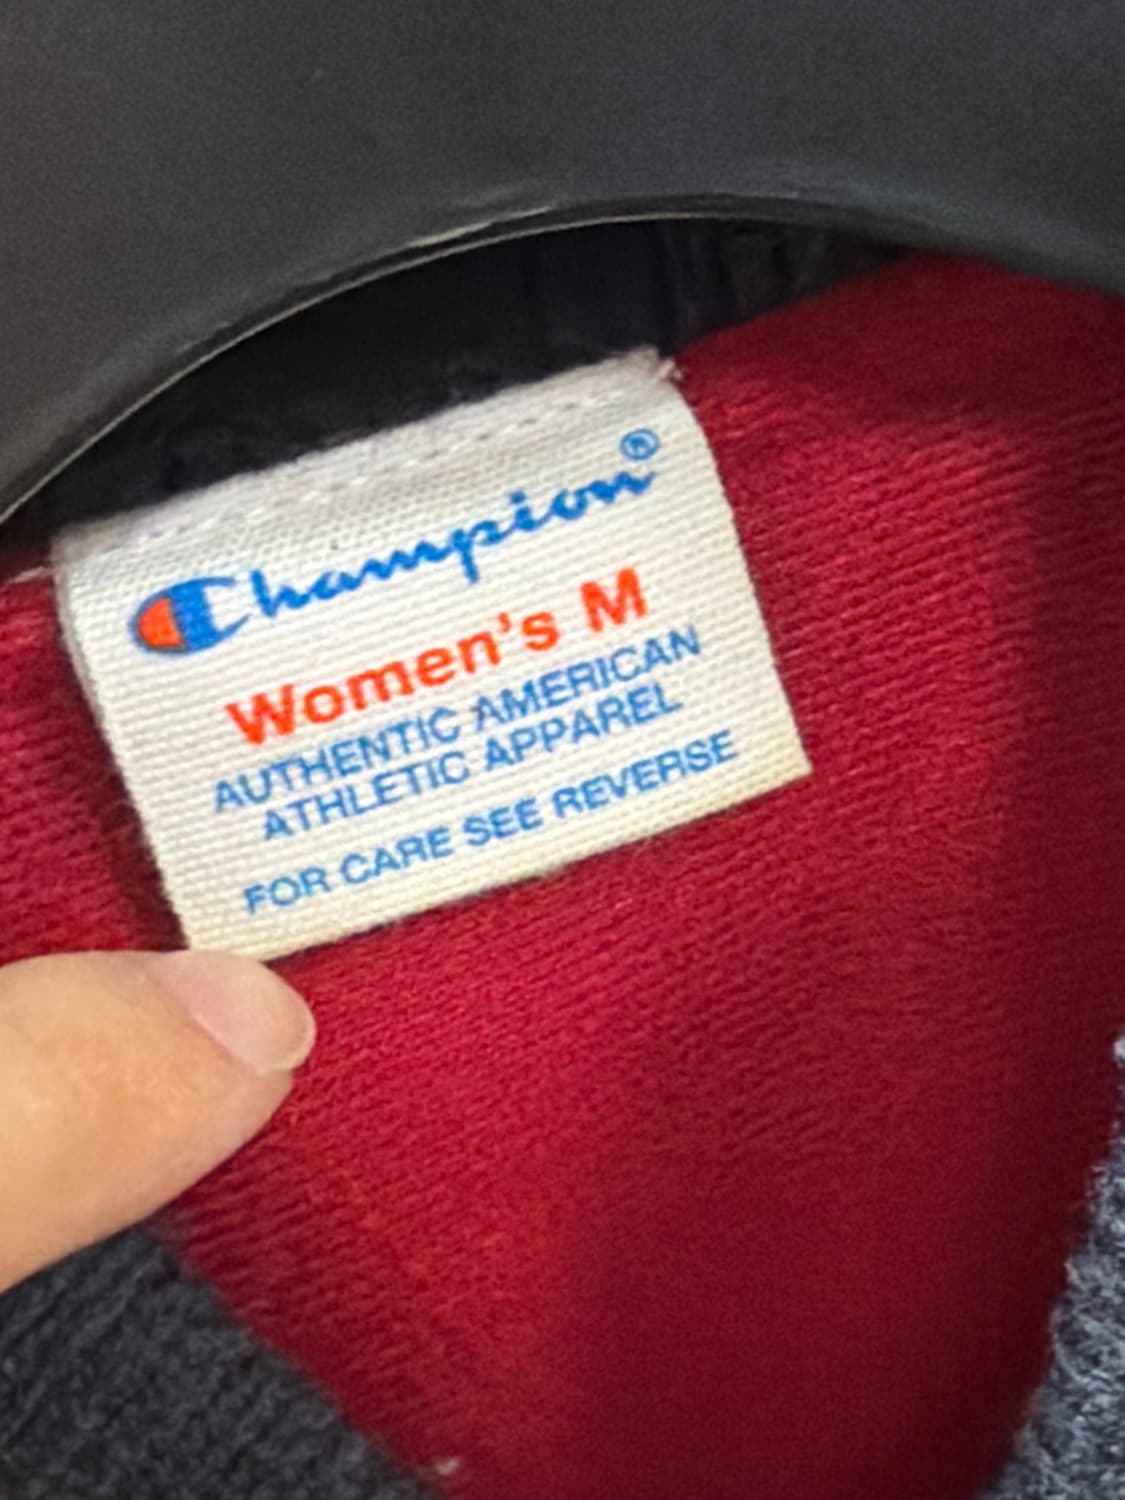 Champion®
Women's M
AUTHENTIC AMERICAN
ATHLETIC APPAREL
FOR CARE SEE REVERSE